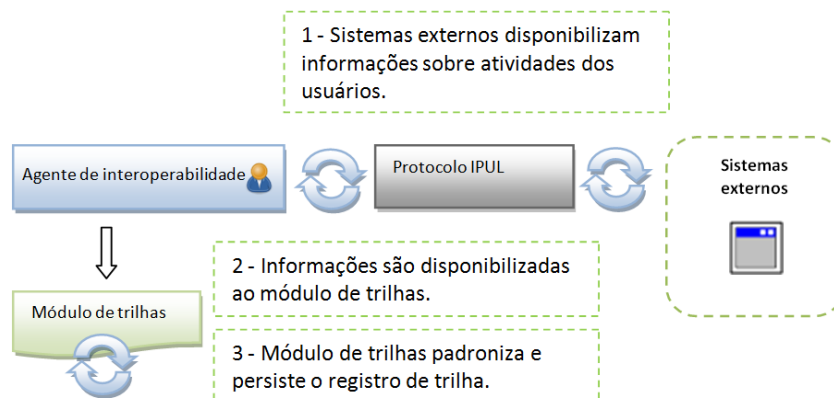 1 - Sistemas externos disponibilizam
informações sobre atividades dos
usuários.
Agente de interoperabilidade
Protocolo IPUL
Sistemas
externos
2 - Informações são disponibilizadas
ao módulo de trilhas.
Módulo de trilhas
3 - Módulo de trilhas padroniza e
persiste o registro de trilha.